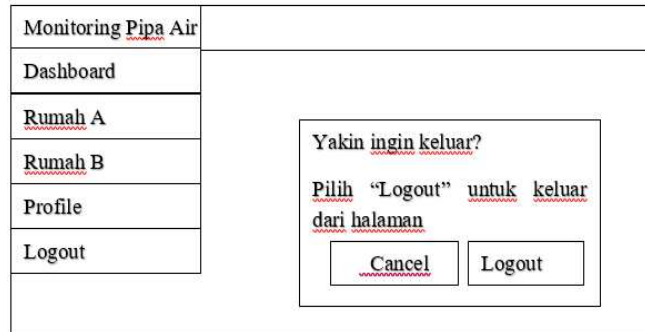 Monitoring Pipa Air
Dashboard
Rumah A
Rumah B
Profile
Logout
Yakin ingin keluar?
Pilih “Logout” untuk keluar
dari halaman
Cancel
Logout